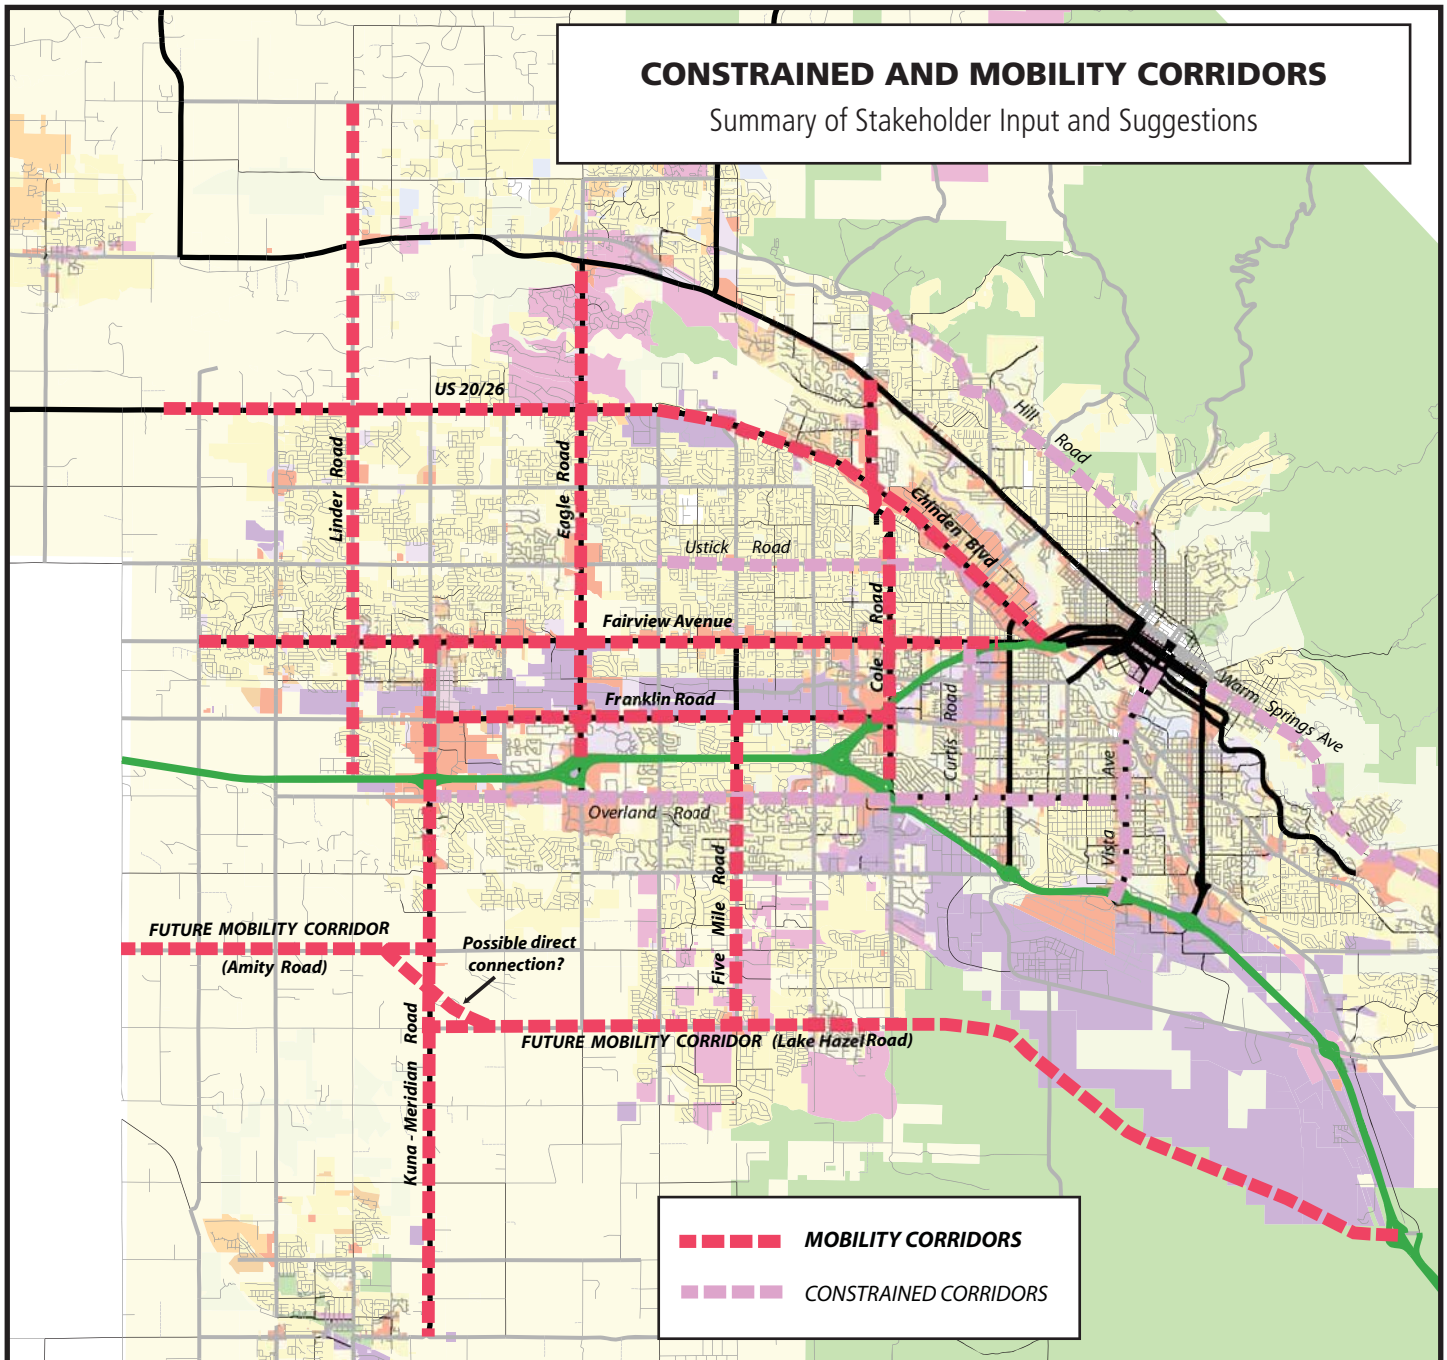 CONSTRAINED AND MOBILITY CORRIDORS
Summary of Stakeholder Input and Suggestions
US 20/26
Linder Road
Eagle Road
Hill Road
Chinden Blvd
Ustick Road
Cole Road
Fairview Avenue
Franklin Road
Curtis Road
Warm Springs Ave
Overland Road
Vista Ave
Five Mile Road
FUTURE MOBILITY CORRIDOR
(Amity Road)
Possible direct
connection?
FUTURE MOBILITY CORRIDOR (Lake Hazel Road)
Kuna - Meridian Road
MOBILITY CORRIDORS
CONSTRAINED CORRIDORS